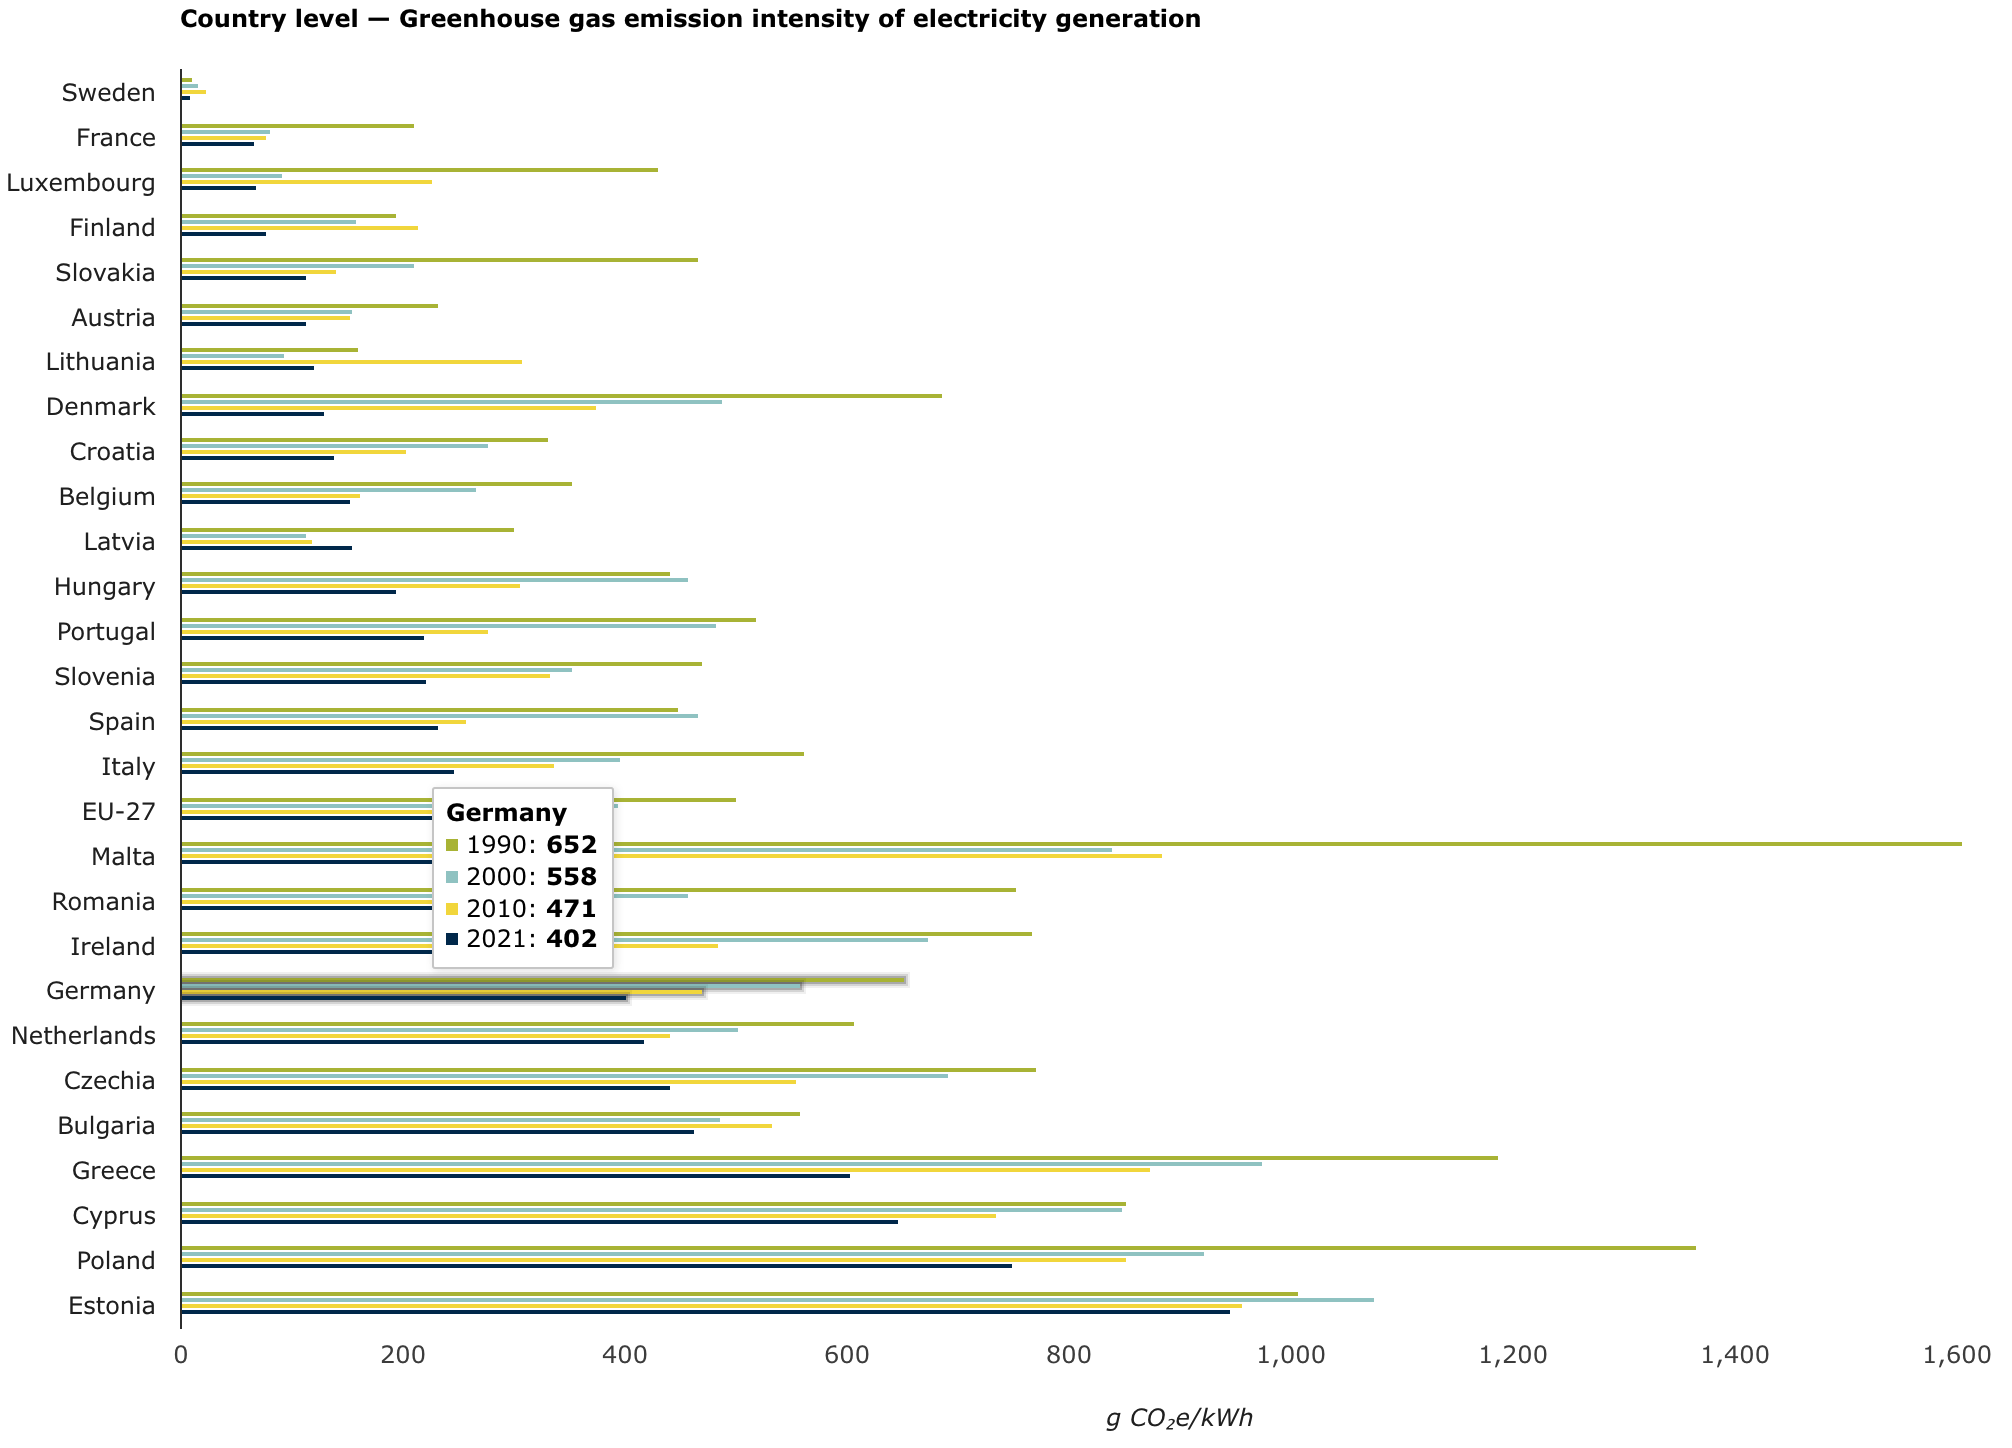 Country level — Greenhouse gas emission intensity of electricity generation
Sweden
France
Luxembourg
Finland
Slovakia
Austria
Lithuania
Denmark
Croatia
Belgium
Latvia
Hungary
Portugal
Slovenia
Spain
Italy
EU-27
Malta
Romania
Ireland
Germany
Netherlands
Czechia
Bulgaria
Greece
Cyprus
Poland
Estonia
Germany
1990: 652
2000: 558
2010: 471
2021: 402
0 200 400 600 800 1,000 1,200 1,400 1,600
g CO₂e/kWh